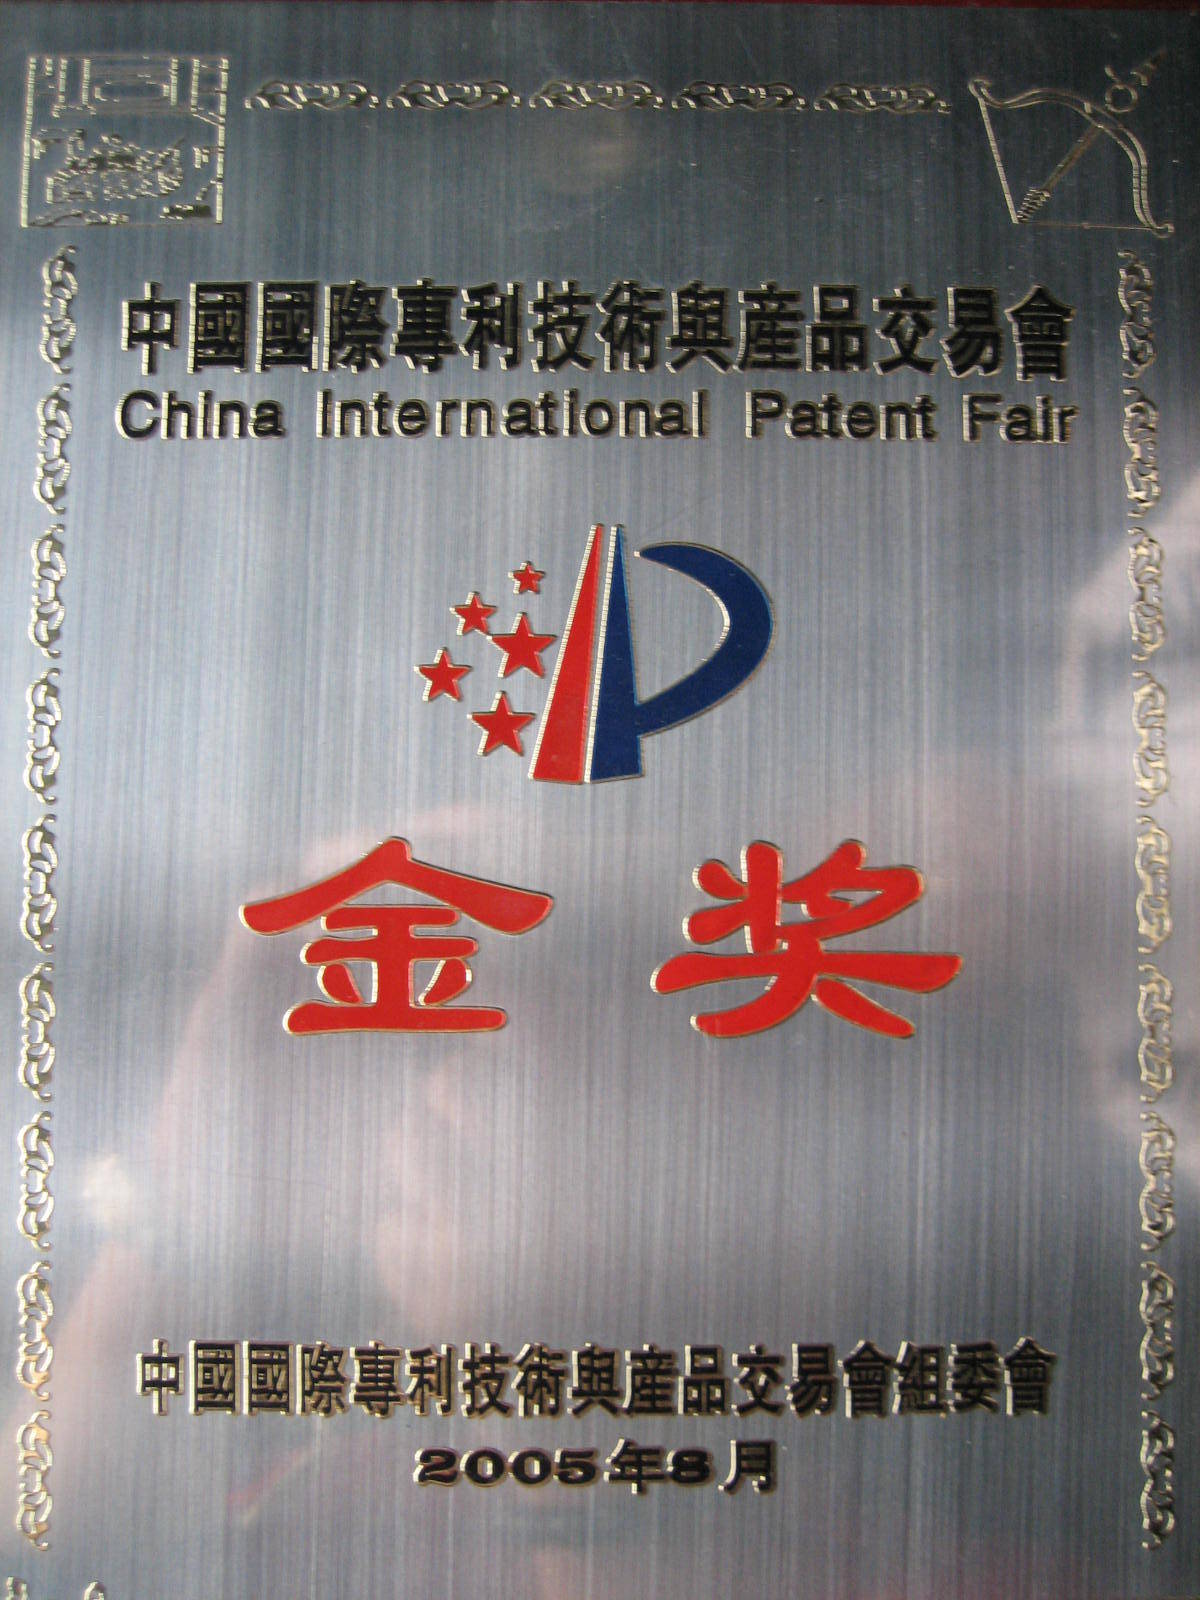 中國國際專利技術與産品交易會
China International Patent Fair
金奖
中國國際專利技術與産品交易會組委會
2005年8月